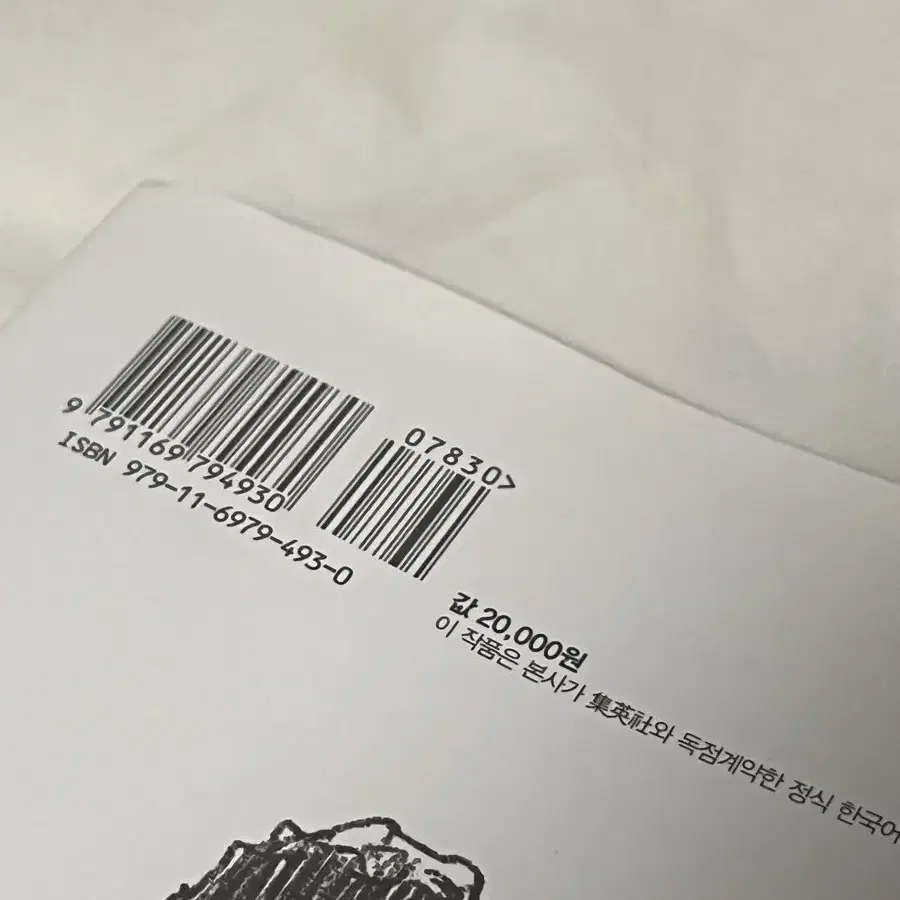 9 791169 794930
07830>
ISBN 979-11-6979-493-0
값 20,000원
이 작품은 본사가 集英社와 독점계약한 정식 한국어